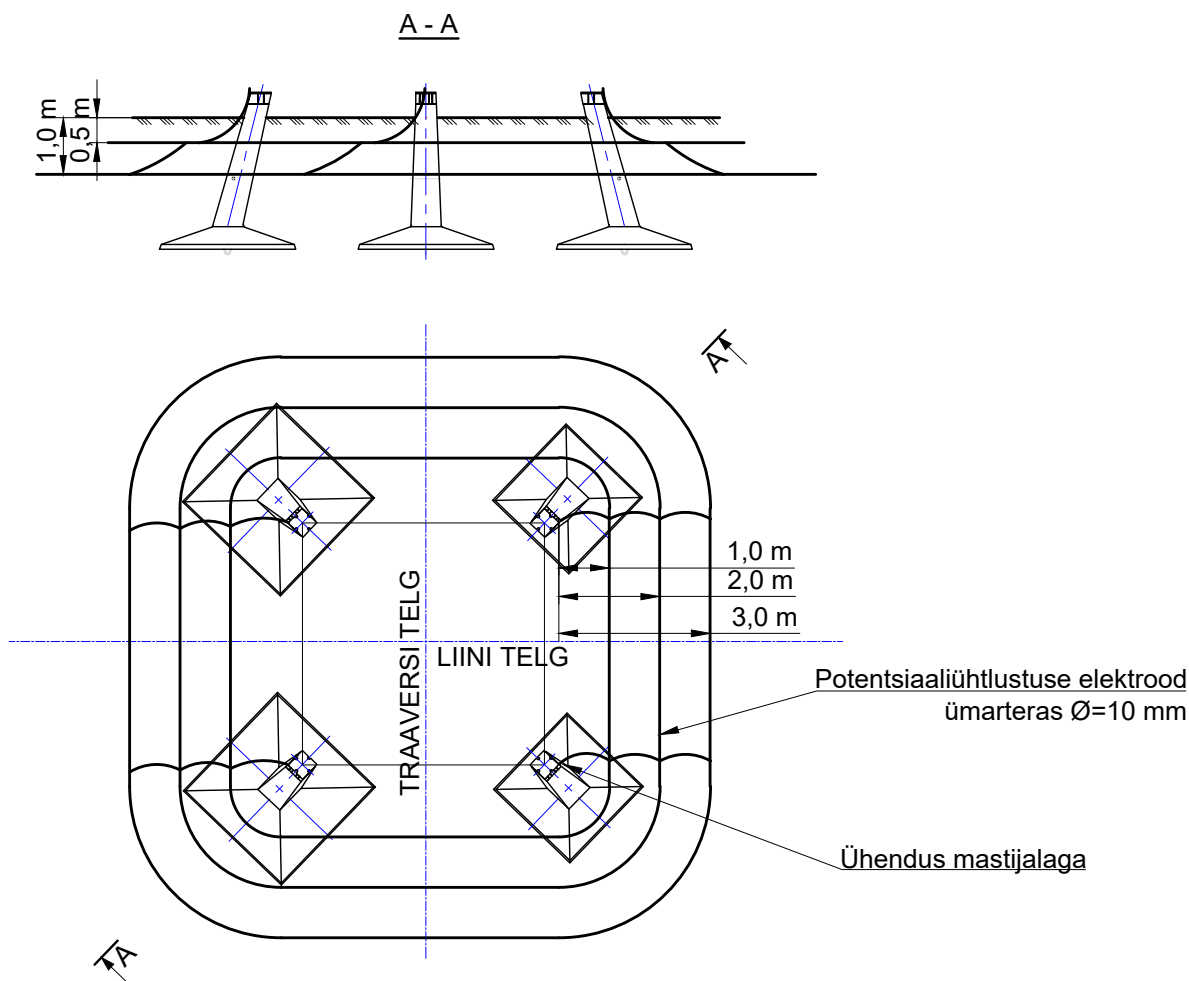 A - A
1,0 m
0,5 m
A
1,0 m
2,0 m
3,0 m
TRAAVERSI TELG
LIINI TELG
Potentsiaaliühtlustuse elektrood
ümarteras Ø=10 mm
Ühendus mastijalaga
A